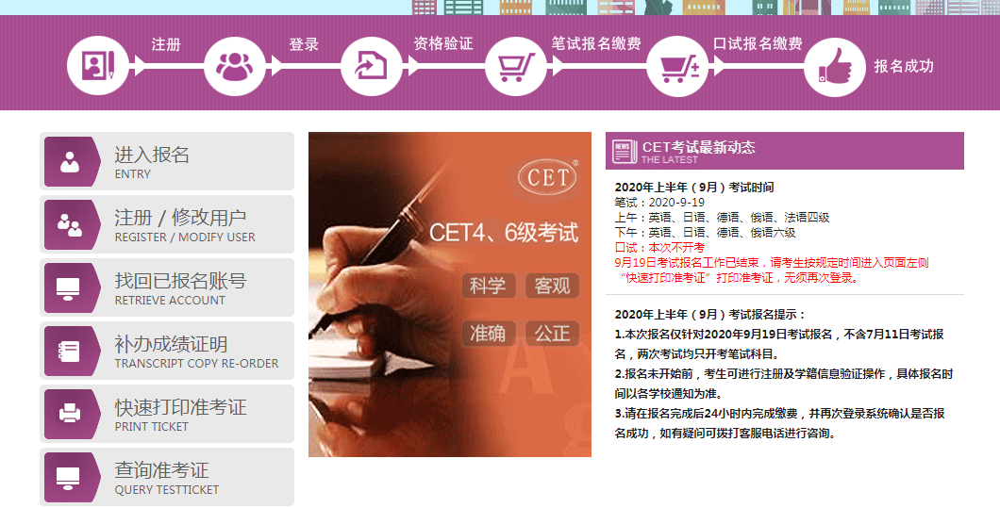 注册
登录
资格验证
笔试报名缴费
口试报名缴费
报名成功
进入报名
ENTRY
注册 / 修改用户
REGISTER / MODIFY USER
找回已报名账号
RETRIEVE ACCOUNT
补办成绩证明
TRANSCRIPT COPY RE-ORDER
快速打印准考证
PRINT TICKET
查询准考证
QUERY TESTTICKET
CET®
CET4、6级考试
科学 客观
准确 公正
NEWS
CET考试最新动态
THE LATEST
2020年上半年（9月）考试时间
笔试：2020-9-19
上午：英语、日语、德语、俄语、法语四级
下午：英语、日语、德语、俄语六级
口试：本次不开考
9月19日考试报名工作已结束，请考生按规定时间进入页面左侧
“快速打印准考证”打印准考证，无须再次登录。
2020年上半年（9月）考试报名提示：
1.本次报名仅针对2020年9月19日考试报名，不含7月11日考试报
名，两次考试均只开考笔试科目。
2.报名未开始前，考生可进行注册及学籍信息验证操作，具体报名时
间以各学校通知为准。
3.请在报名完成后24小时内完成缴费，并再次登录系统确认是否报
名成功，如有疑问可拨打客服电话进行咨询。